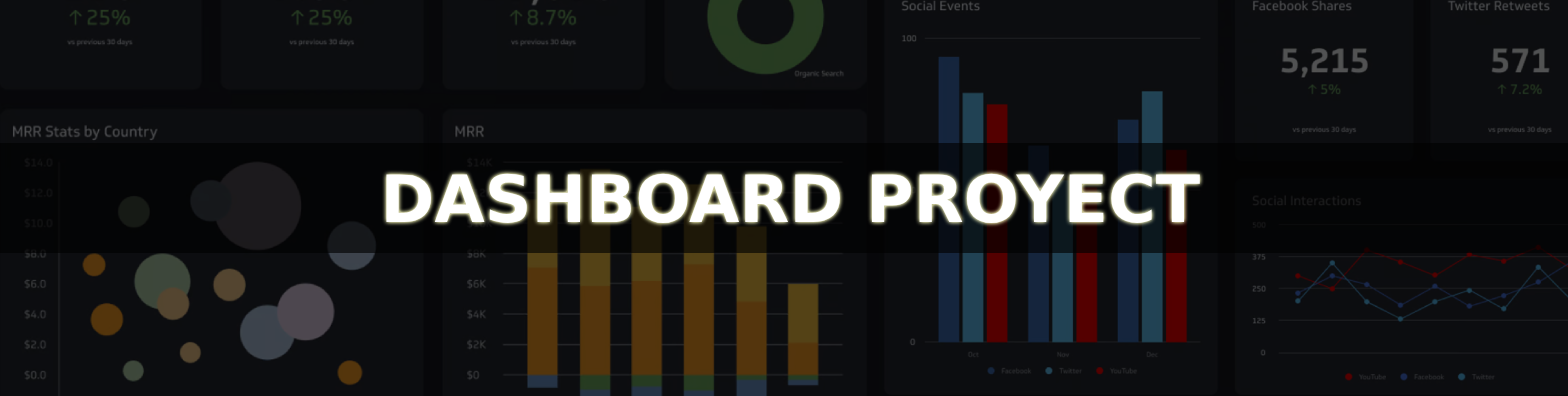 ↑ 25%
vs previous 30 days
↑ 25%
vs previous 30 days
↑ 8.7%
vs previous 30 days
Organic Search
Social Events
100
0
Oct
Nov
Dec
Facebook
Twitter
YouTube
Facebook Shares
5,215
↑ 5%
vs previous 30 days
Twitter Retweets
571
↑ 7.2%
vs previous 30 days
MRR Stats by Country
$14.0
$12.0
$10.0
$8.0
$6.0
$4.0
$2.0
$0.0
MRR
$14K
$8K
$6K
$4K
$2K
$0
DASHBOARD PROYECT
Social Interactions
500
375
250
125
0
YouTube
Facebook
Twitter